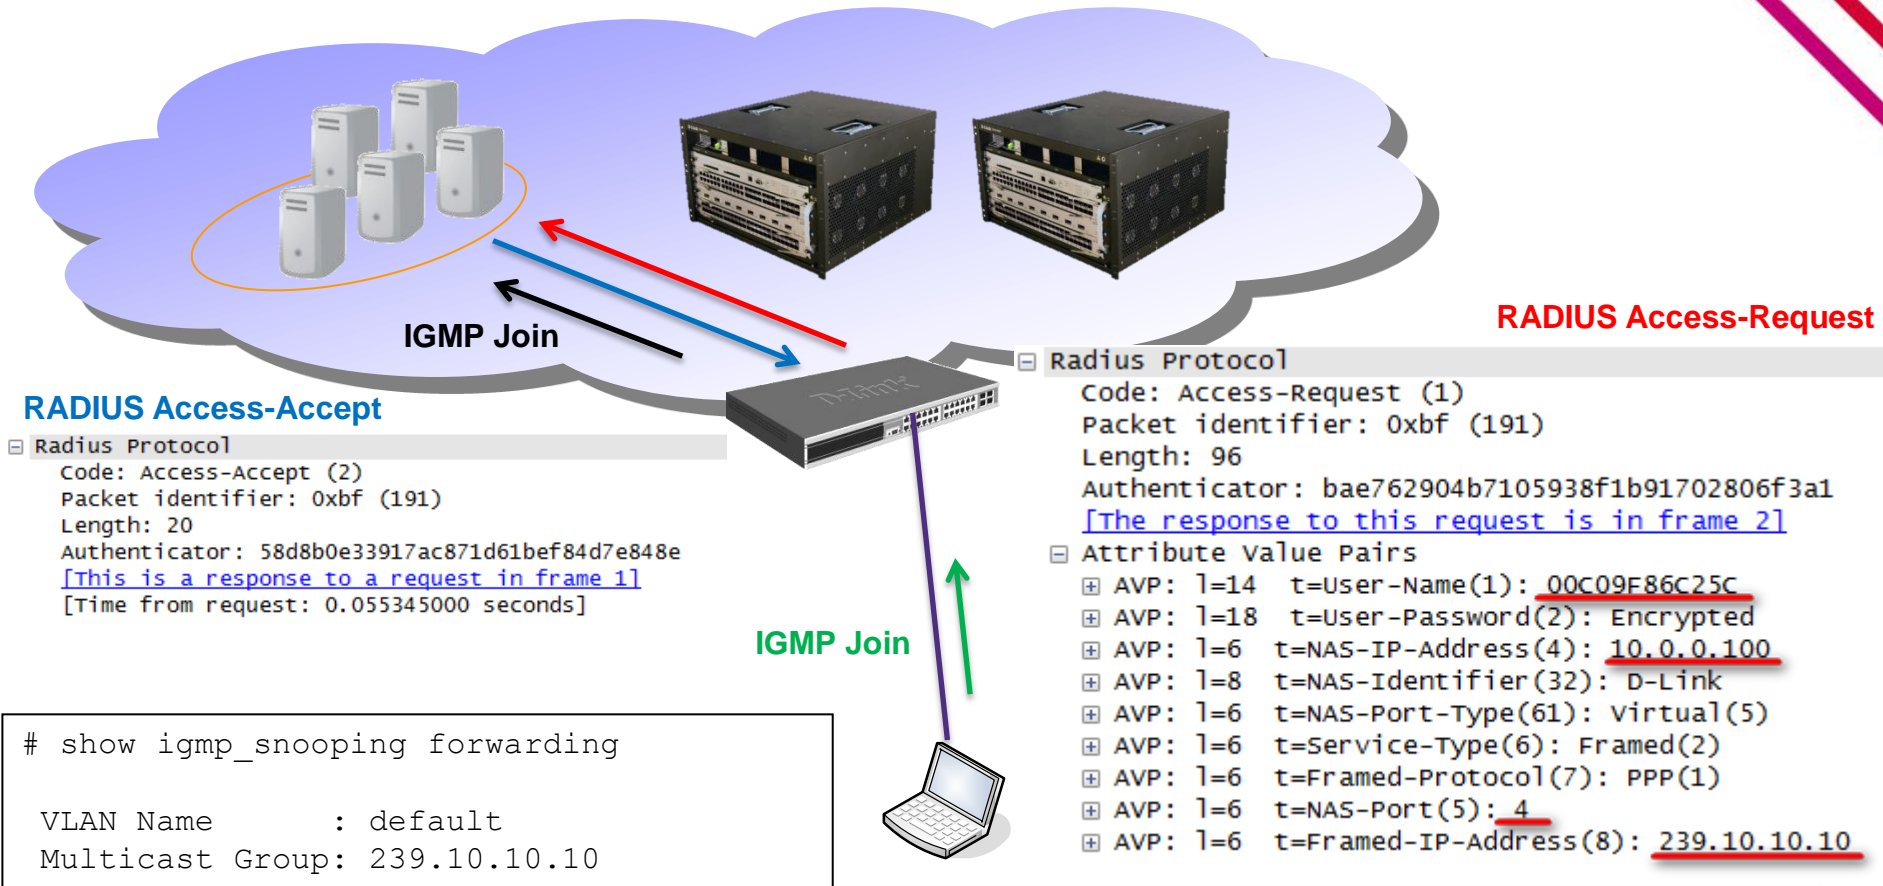 IGMP Join
RADIUS Access-Request
Radius Protocol
Code: Access-Request (1)
Packet identifier: 0xbf (191)
Length: 96
Authenticator: bae762904b7105938f1b91702806f3a1
[The response to this request is in frame 2]
Attribute Value Pairs
AVP: l=14 t=User-Name(1): 00C09F86C25C
AVP: l=18 t=User-Password(2): Encrypted
AVP: l=6 t=NAS-IP-Address(4): 10.0.0.100
AVP: l=8 t=NAS-Identifier(32): D-Link
AVP: l=6 t=NAS-Port-Type(61): Virtual(5)
AVP: l=6 t=Service-Type(6): Framed(2)
AVP: l=6 t=Framed-Protocol(7): PPP(1)
AVP: l=6 t=NAS-Port(5): 4
AVP: l=6 t=Framed-IP-Address(8): 239.10.10.10
D-Link
RADIUS Access-Accept
Radius Protocol
Code: Access-Accept (2)
Packet identifier: 0xbf (191)
Length: 20
Authenticator: 58d8b0e33917ac871d61bef84d7e848e
[This is a response to a request in frame 1]
[Time from request: 0.055345000 seconds]
IGMP Join
# show igmp_snooping forwarding
VLAN Name : default
Multicast Group: 239.10.10.10